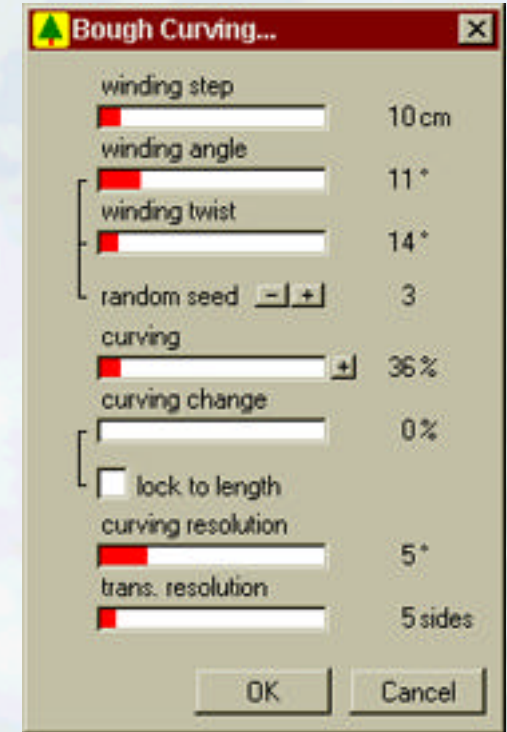 Bough Curving...
winding step
10 cm
winding angle
11 °
winding twist
14 °
random seed - + 3
curving
+ 36 %
curving change
0 %
lock to length
curving resolution
5 °
trans. resolution
5 sides
OK Cancel